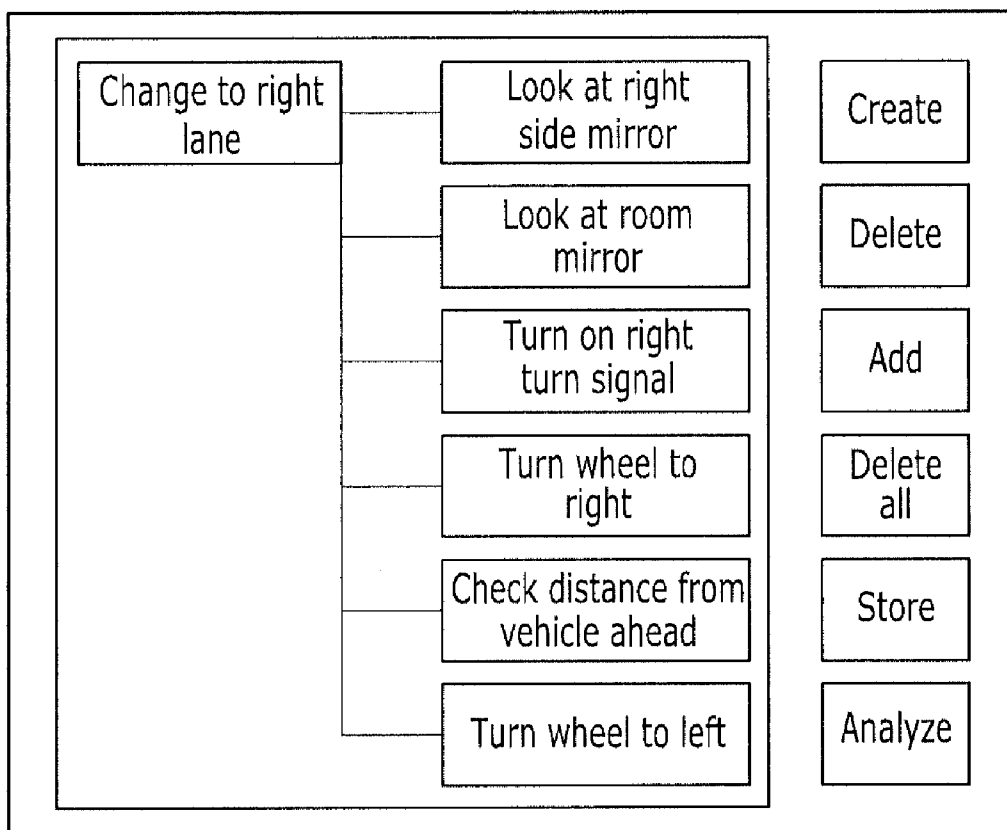 Change to right
lane
Look at right
side mirror
Create
Look at room
mirror
Delete
Turn on right
turn signal
Add
Turn wheel to
right
Delete
all
Check distance from
vehicle ahead
Store
Turn wheel to left
Analyze